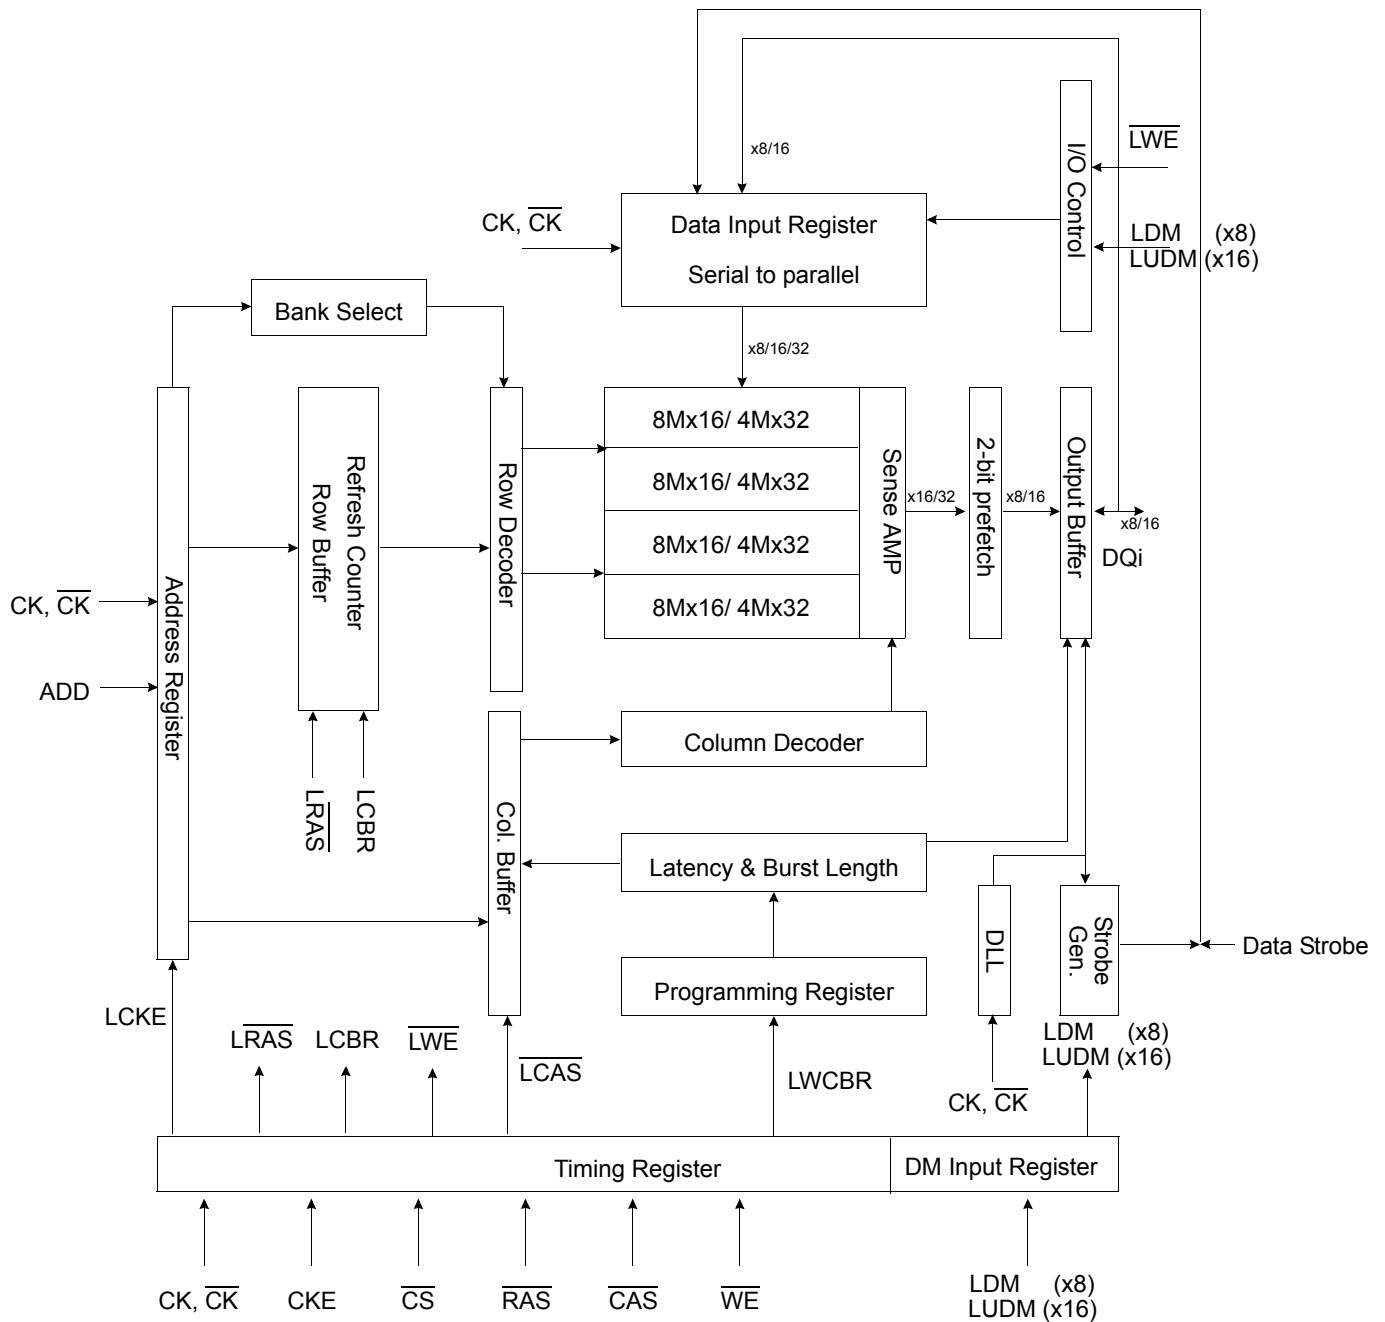 x8/16
LWE
I/O Control
CK, CK
Data Input Register
Serial to parallel
LDM (x8)
LUDM (x16)
Bank Select
x8/16/32
8Mx16/ 4Mx32
8Mx16/ 4Mx32
8Mx16/ 4Mx32
8Mx16/ 4Mx32
Address Register
Refresh Counter
Row Buffer
Row Decoder
Sense AMP
x16/32
2-bit prefetch
x8/16
Output Buffer
x8/16
DQi
CK, CK
ADD
LRAS
LCBR
Col. Buffer
Column Decoder
Latency & Burst Length
Programming Register
DLL
Strobe
Gen.
Data Strobe
LCKE
LRAS
LCBR
LWE
LCAS
LWCBR
CK, CK
LDM (x8)
LUDM (x16)
Timing Register
DM Input Register
CK, CK
CKE
CS
RAS
CAS
WE
LDM (x8)
LUDM (x16)